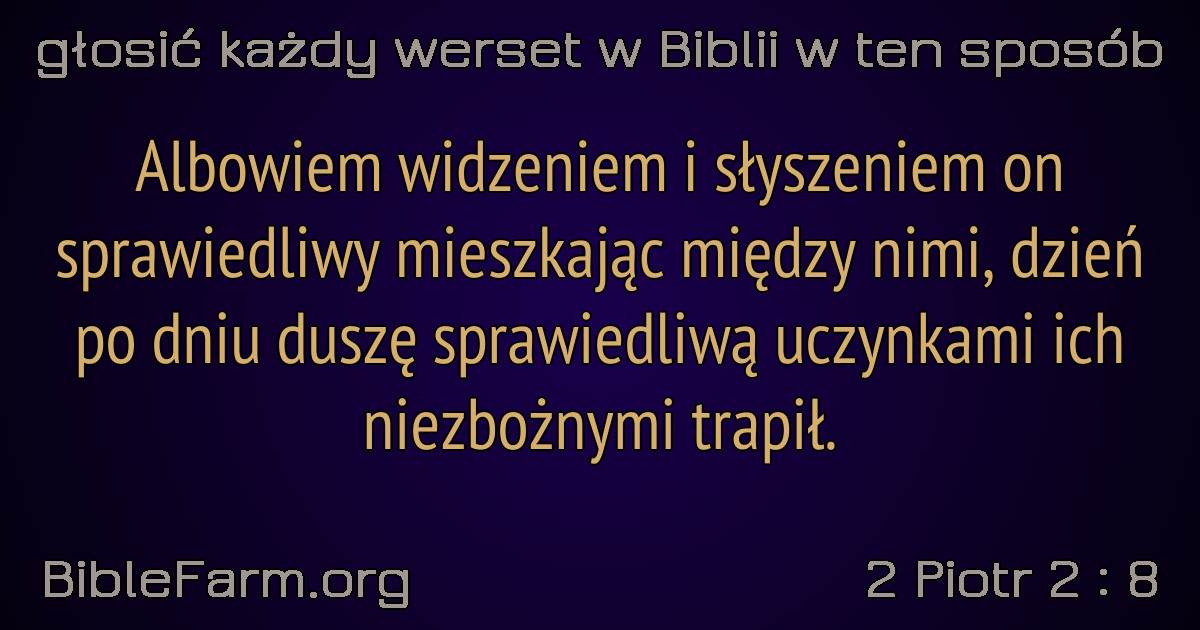 głosić każdy werset w Biblii w ten sposób
Albowiem widzeniem i słyszeniem on
sprawiedliwy mieszkając między nimi, dzień
po dniu duszę sprawiedliwą uczynkami ich
niezbożnymi trapił.
BibleFarm.org
2 Piotr 2 : 8